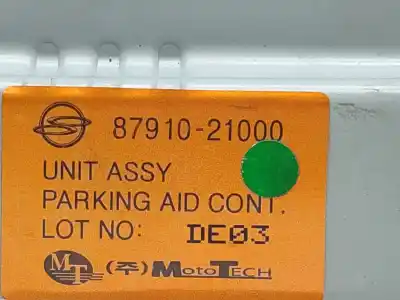 87910-21000
UNIT ASSY
PARKING AID CONT.
LOT NO: DE03
MT (주) MOTOTECH